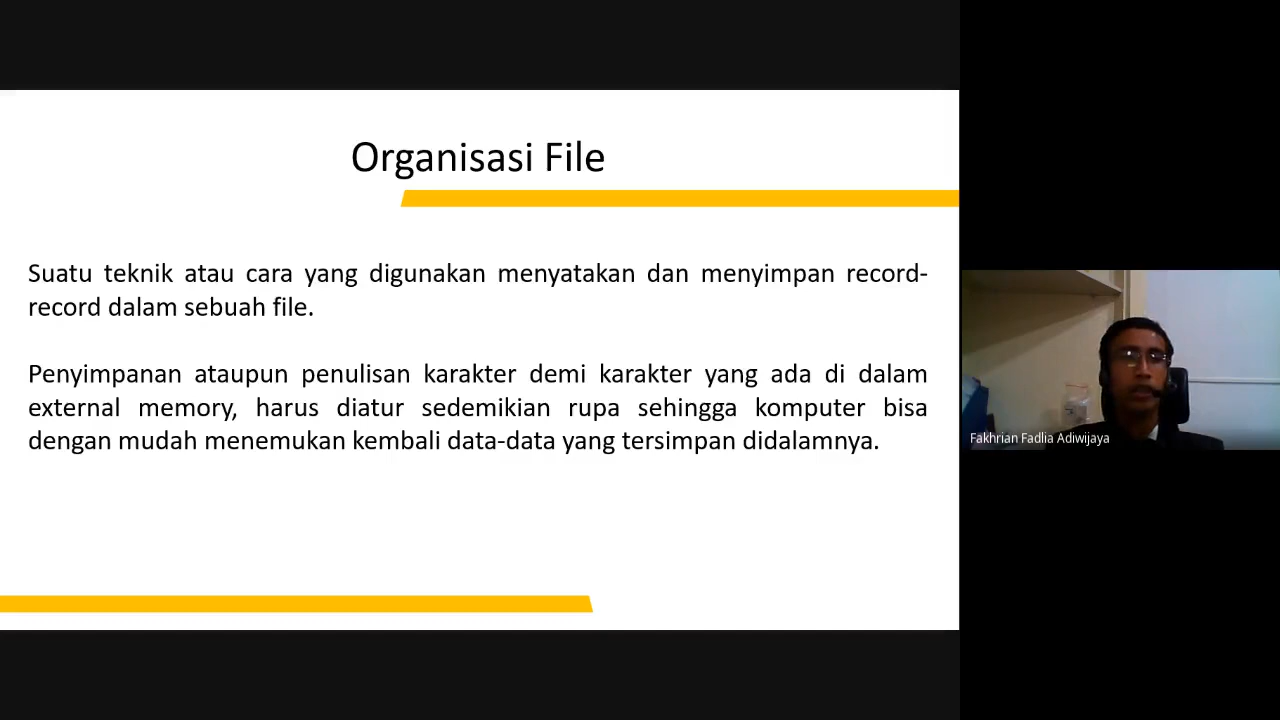 Organisasi File
Suatu teknik atau cara yang digunakan menyatakan dan menyimpan record-
record dalam sebuah file.
Penyimpanan ataupun penulisan karakter demi karakter yang ada di dalam
external memory, harus diatur sedemikian rupa sehingga komputer bisa
dengan mudah menemukan kembali data-data yang tersimpan didalamnya.
Fakhrian Fadlia Adiwijaya